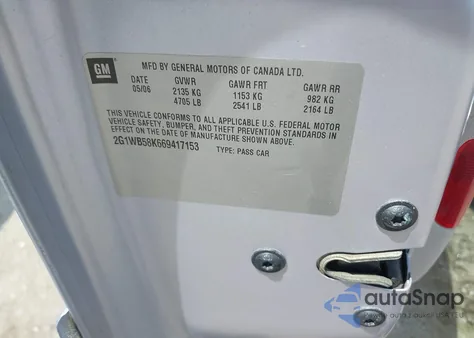 GM
MFD BY GENERAL MOTORS OF CANADA LTD.
DATE GVWR GAWR FRT GAWR RR
05/06 2135 KG 1153 KG 982 KG
4705 LB 2541 LB 2164 LB
THIS VEHICLE CONFORMS TO ALL APPLICABLE U.S. FEDERAL MOTOR
VEHICLE SAFETY, BUMPER, AND THEFT PREVENTION STANDARDS IN
EFFECT ON THE DATE OF MANUFACTURE SHOWN ABOVE.
2G1WB58K669417153 TYPE: PASS CAR
autoSnap